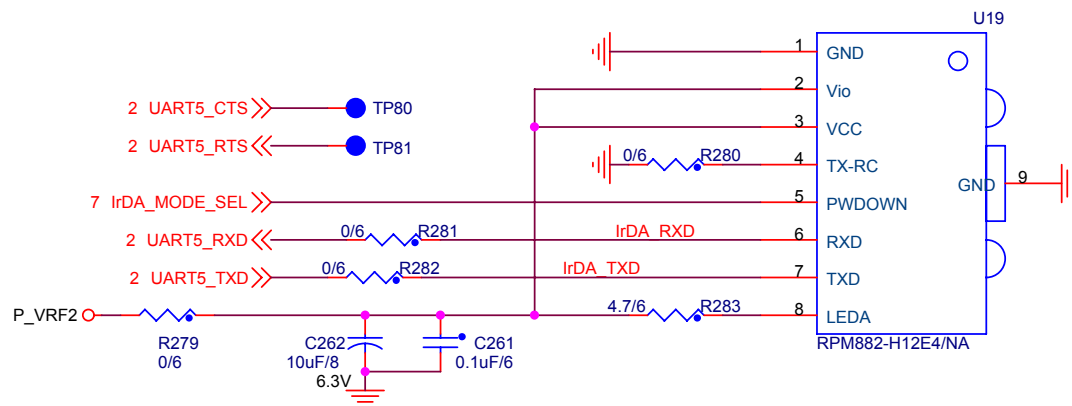 U19
1 GND
2 Vio
2 UART5_CTS TP80
3 VCC
2 UART5_RTS TP81
0/6 R280 4 TX-RC
GND 9
7 IrDA_MODE_SEL 5 PWDOWN
2 UART5_RXD 0/6 R281 IrDA_RXD 6 RXD
2 UART5_TXD 0/6 R282 IrDA_TXD 7 TXD
P_VRF2 4.7/6 R283 8 LEDA
R279 C262 C261 RPM882-H12E4/NA
0/6 10uF/8 0.1uF/6
6.3V